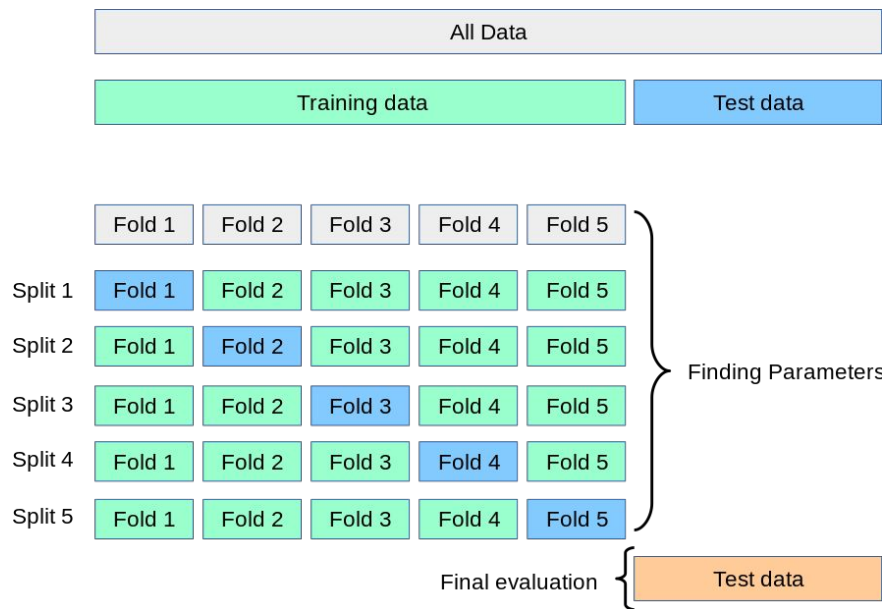 All Data
Training data Test data
Fold 1 Fold 2 Fold 3 Fold 4 Fold 5
Split 1 Fold 1 Fold 2 Fold 3 Fold 4 Fold 5
Split 2 Fold 1 Fold 2 Fold 3 Fold 4 Fold 5
Finding Parameters
Split 3 Fold 1 Fold 2 Fold 3 Fold 4 Fold 5
Split 4 Fold 1 Fold 2 Fold 3 Fold 4 Fold 5
Split 5 Fold 1 Fold 2 Fold 3 Fold 4 Fold 5
Final evaluation Test data